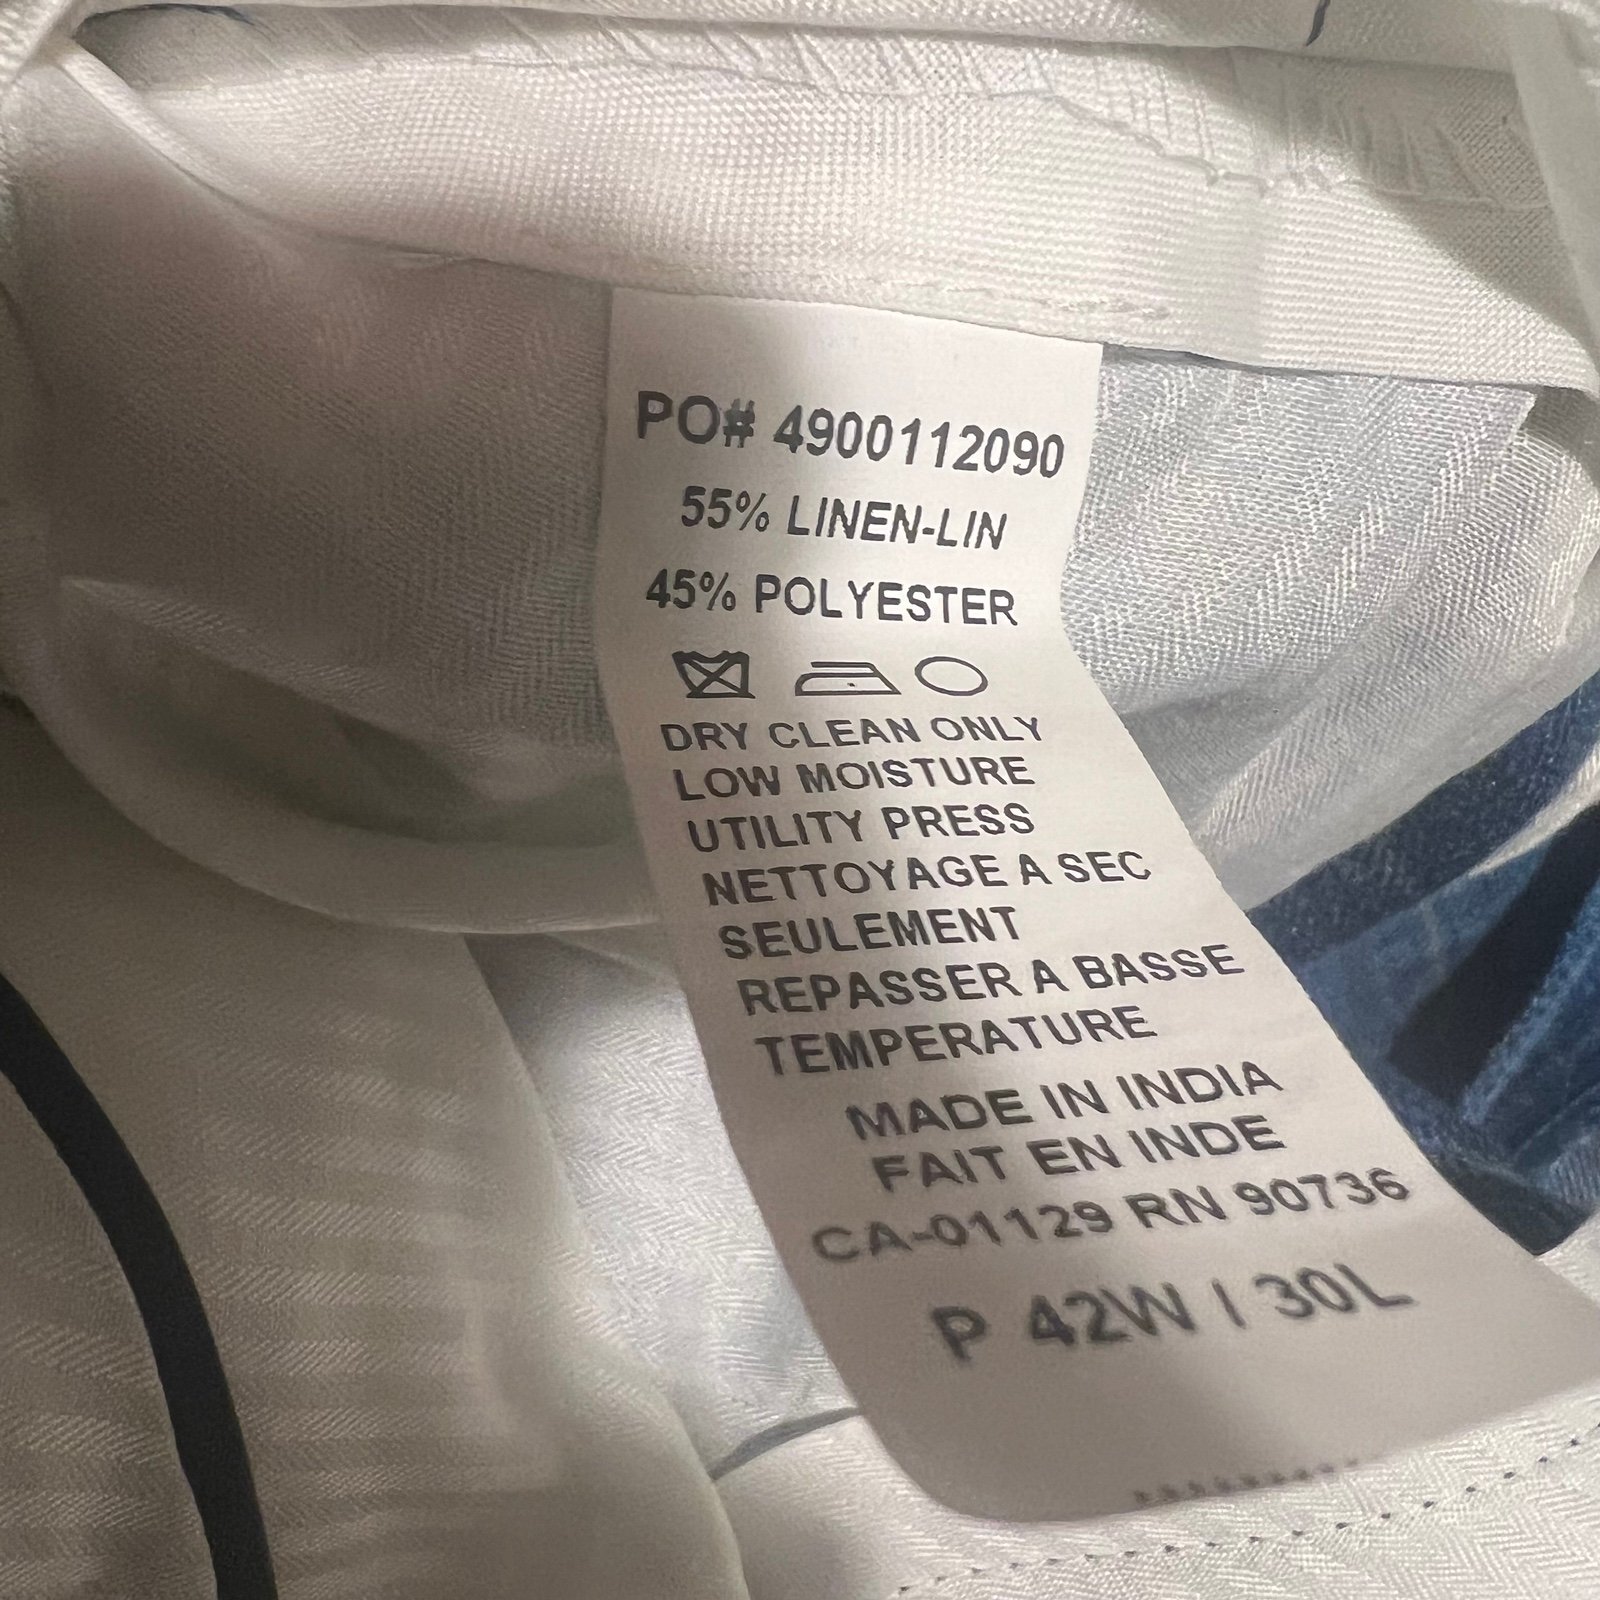 PO# 4900112090
55% LINEN-LIN
45% POLYESTER
DRY CLEAN ONLY
LOW MOISTURE
UTILITY PRESS
NETTOYAGE A SEC
SEULEMENT
REPASSER A BASSE
TEMPERATURE
MADE IN INDIA
FAIT EN INDE
CA-01129 RN 90736
P 42W / 30L